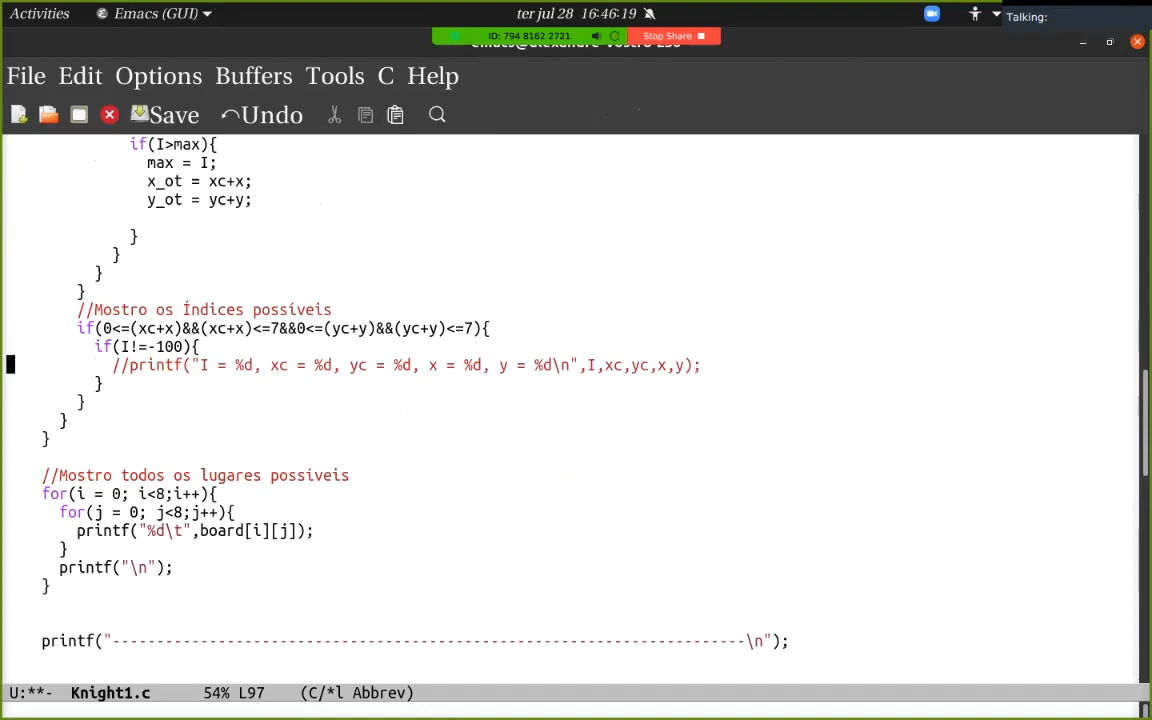 Activities Emacs (GUI) ter jul 28 16:46:19 Talking:
ID: 794 8162 2721 Stop Share
File Edit Options Buffers Tools C Help
Save Undo
if(I>max){
max = I;
x_ot = xc+x;
y_ot = yc+y;
}
}
}
}
//Mostro os Índices possíveis
if(0<=(xc+x)&&(xc+x)<=7&&0<=(yc+y)&&(yc+y)<=7){
if(I!=-100){
//printf("I = %d, xc = %d, yc = %d, x = %d, y = %d\n",I,xc,yc,x,y);
}
}
}
}
//Mostro todos os lugares possíveis
for(i = 0; i<8;i++){
for(j = 0; j<8;j++){
printf("%d\t",board[i][j]);
}
printf("\n");
}
printf("------------------------------------------------------------------------\n");
U:**- Knight1.c 54% L97 (C/*l Abbrev)